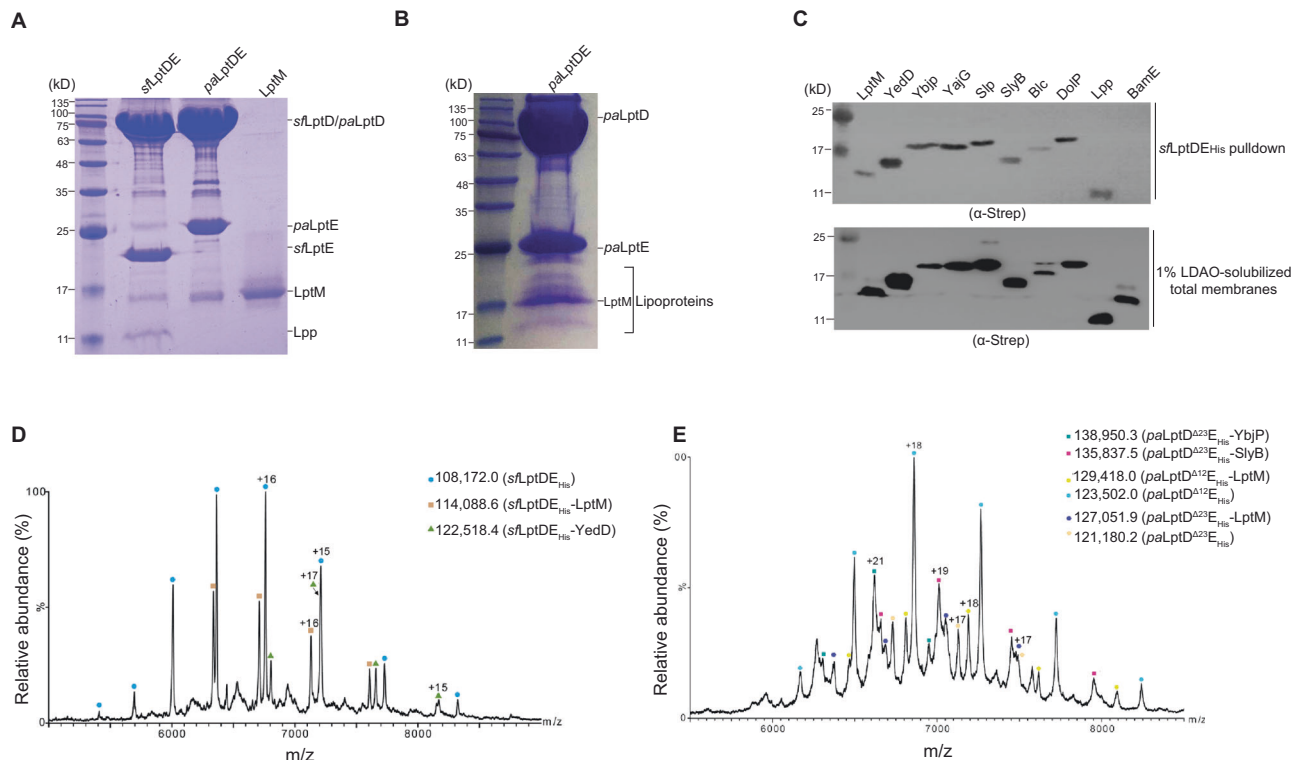 A
(kD)
sfLptDE
paLptDE
LptM
135
100
75
63
48
35
25
17
11
sfLptD/paLptD
paLptE
sfLptE
LptM
Lpp
B
(kD)
paLptDE
135
100
75
63
48
35
25
17
11
paLptD
paLptE
LptM
Lipoproteins
C
(kD)
LptM
YedD
Ybjp
YajG
Slp
SlyB
Blc
DolP
Lpp
BamE
25
17
11
sfLptDEHis pulldown
(α-Strep)
25
17
11
1% LDAO-solubilized
total membranes
(α-Strep)
D
Relative abundance (%)
100
%
0
+16
+15
+17
+16
+15
108,172.0 (sfLptDEHis)
114,088.6 (sfLptDEHis-LptM)
122,518.4 (sfLptDEHis-YedD)
6000
7000
8000
m/z
m/z
E
Relative abundance (%)
00
%
0
+18
+21
+19
+18
+17
+17
138,950.3 (paLptDΔ23EHis-YbjP)
135,837.5 (paLptDΔ23EHis-SlyB)
129,418.0 (paLptDΔ12EHis-LptM)
123,502.0 (paLptDΔ12EHis)
127,051.9 (paLptDΔ23EHis-LptM)
121,180.2 (paLptDΔ23EHis)
6000
7000
8000
m/z
m/z